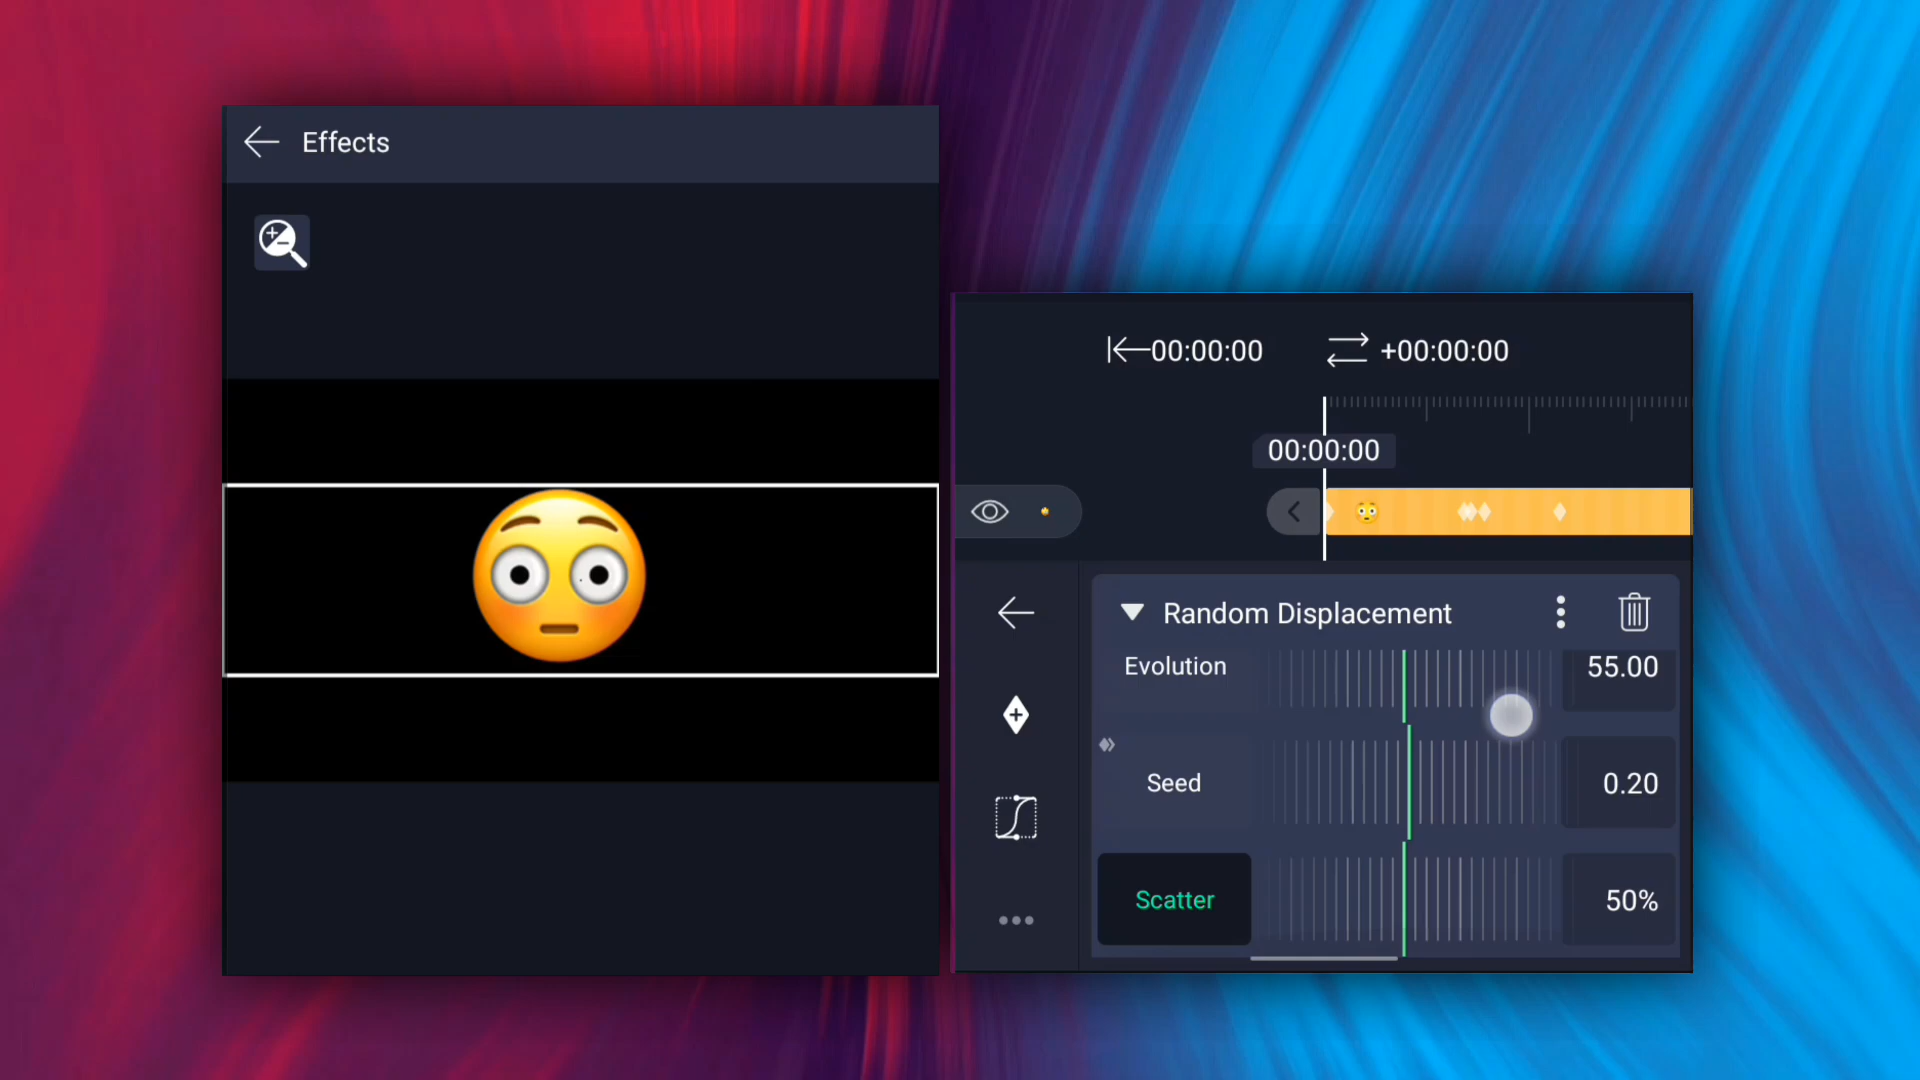 Effects
00:00:00
+00:00:00
00:00:00
Random Displacement
Evolution
55.00
Seed
0.20
Scatter
50%